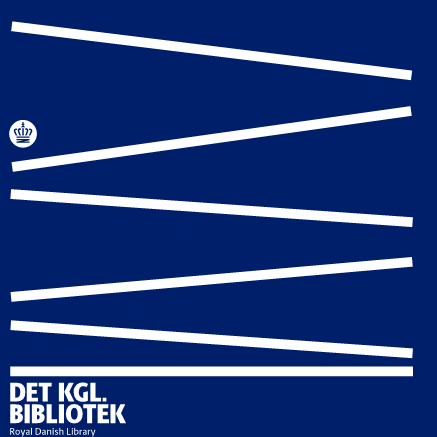 DET KGL.
BIBLIOTEK
Royal Danish Library